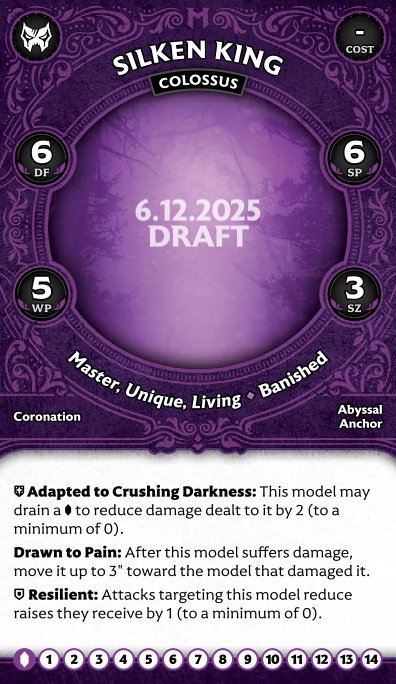 SILKEN KING
COLOSSUS
-
COST
6
DF
6
SP
6.12.2025
DRAFT
5
WP
3
SZ
Master, Unique, Living ◆ Banished
Coronation
Abyssal
Anchor
Adapted to Crushing Darkness: This model may
drain a to reduce damage dealt to it by 2 (to a
minimum of 0).
Drawn to Pain: After this model suffers damage,
move it up to 3" toward the model that damaged it.
Resilient: Attacks targeting this model reduce
raises they receive by 1 (to a minimum of 0).
1 2 3 4 5 6 7 8 9 10 11 12 13 14